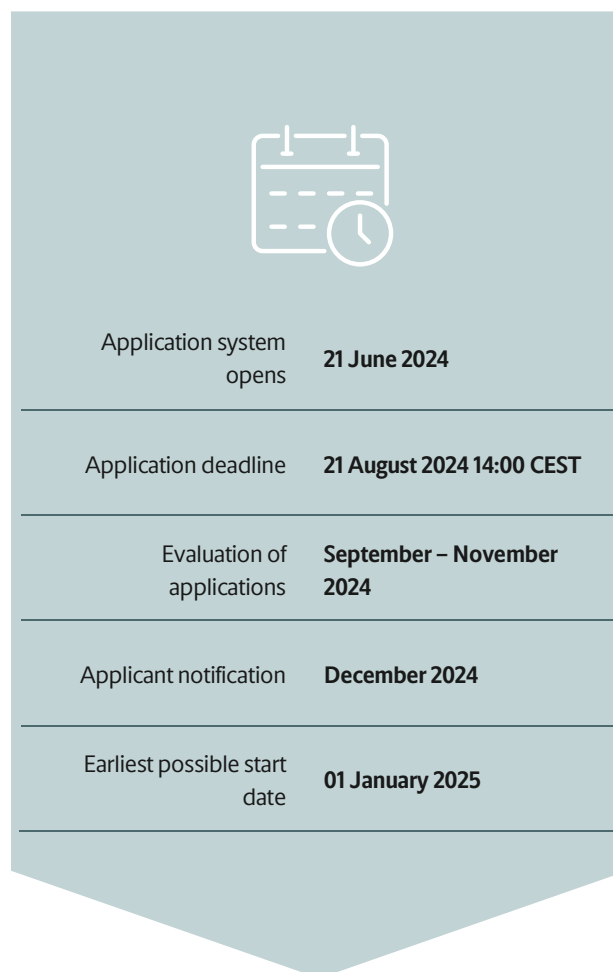 Application system
opens
21 June 2024
Application deadline
21 August 2024 14:00 CEST
Evaluation of
applications
September – November
2024
Applicant notification
December 2024
Earliest possible start
date
01 January 2025